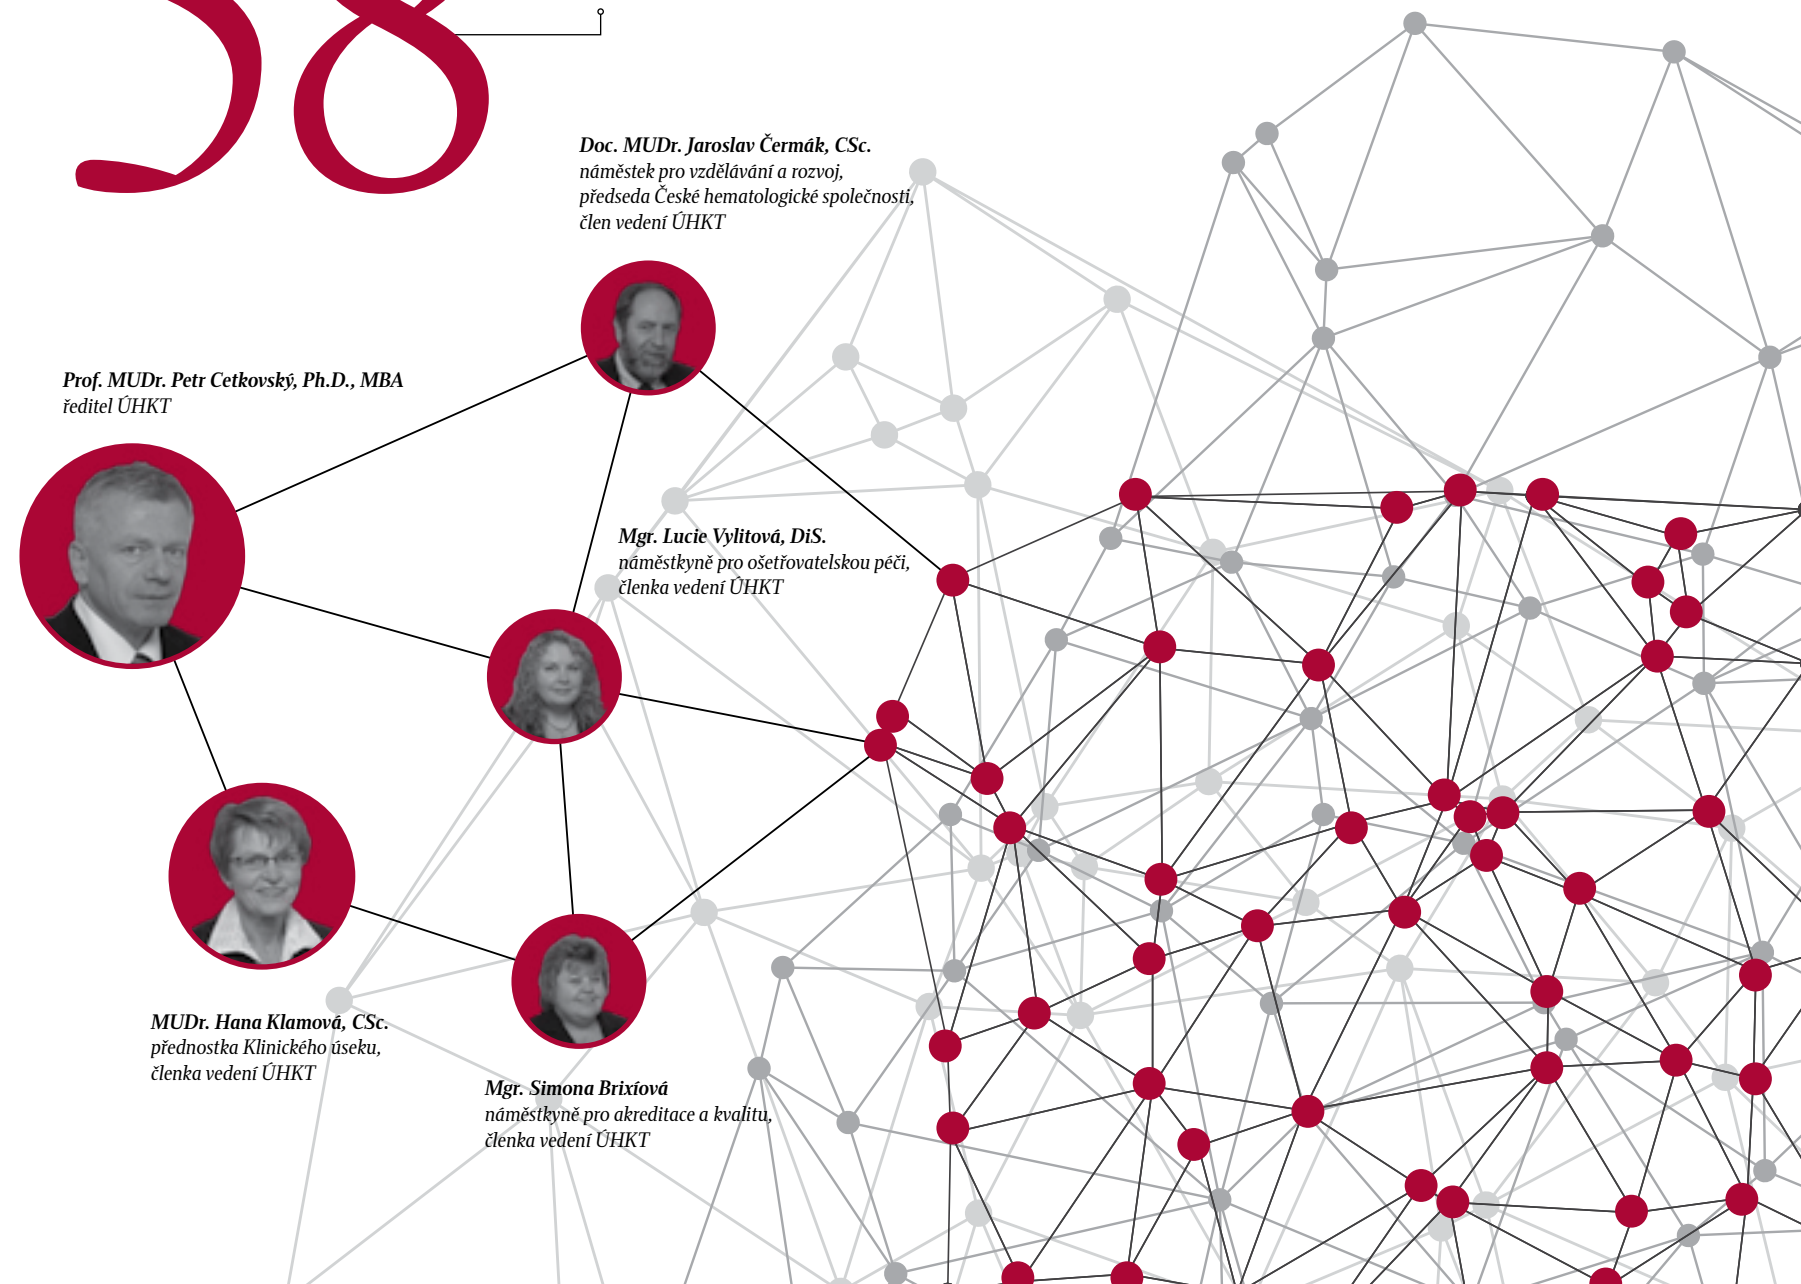 58
Doc. MUDr. Jaroslav Čermák, CSc.
náměstek pro vzdělávání a rozvoj,
předseda České hematologické společnosti,
člen vedení ÚHKT
Prof. MUDr. Petr Cetkovský, Ph.D., MBA
ředitel ÚHKT
Mgr. Lucie Vylitová, DiS.
náměstkyně pro ošetřovatelskou péči,
členka vedení ÚHKT
MUDr. Hana Klamová, CSc.
přednostka Klinického úseku,
členka vedení ÚHKT
Mgr. Simona Brixíová
náměstkyně pro akreditace a kvalitu,
členka vedení ÚHKT